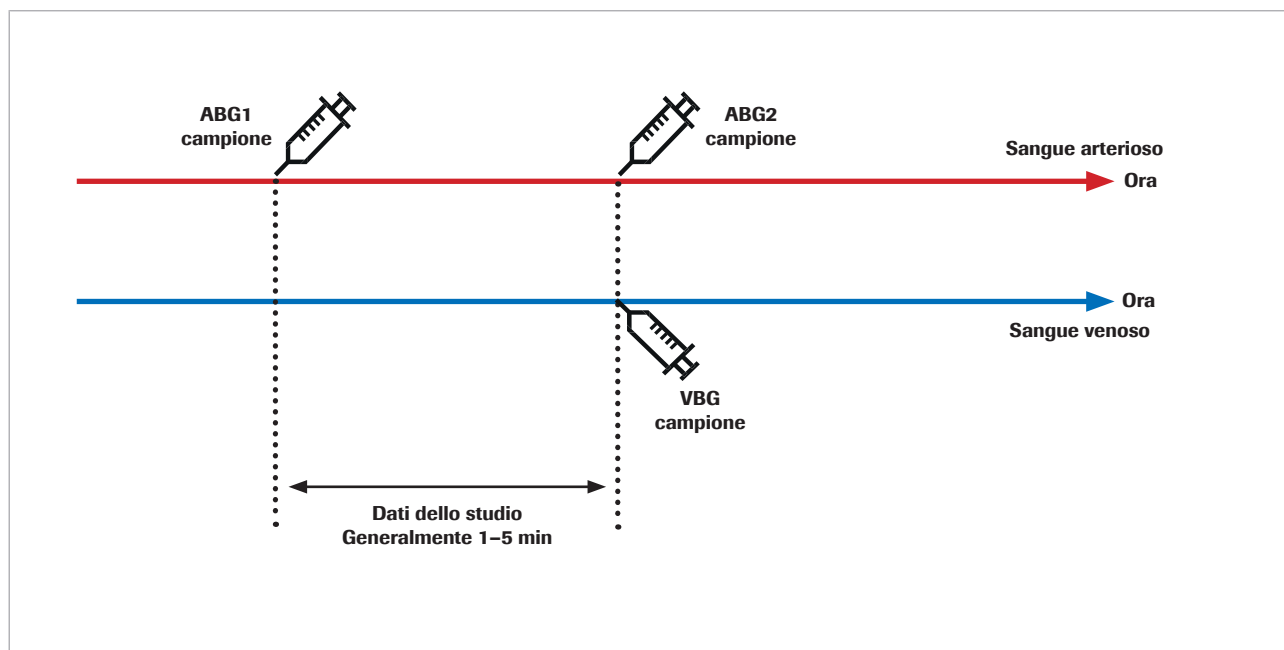 ABG1
campione
ABG2
campione
Sangue arterioso
Ora
Ora
Sangue venoso
VBG
campione
Dati dello studio
Generalmente 1–5 min